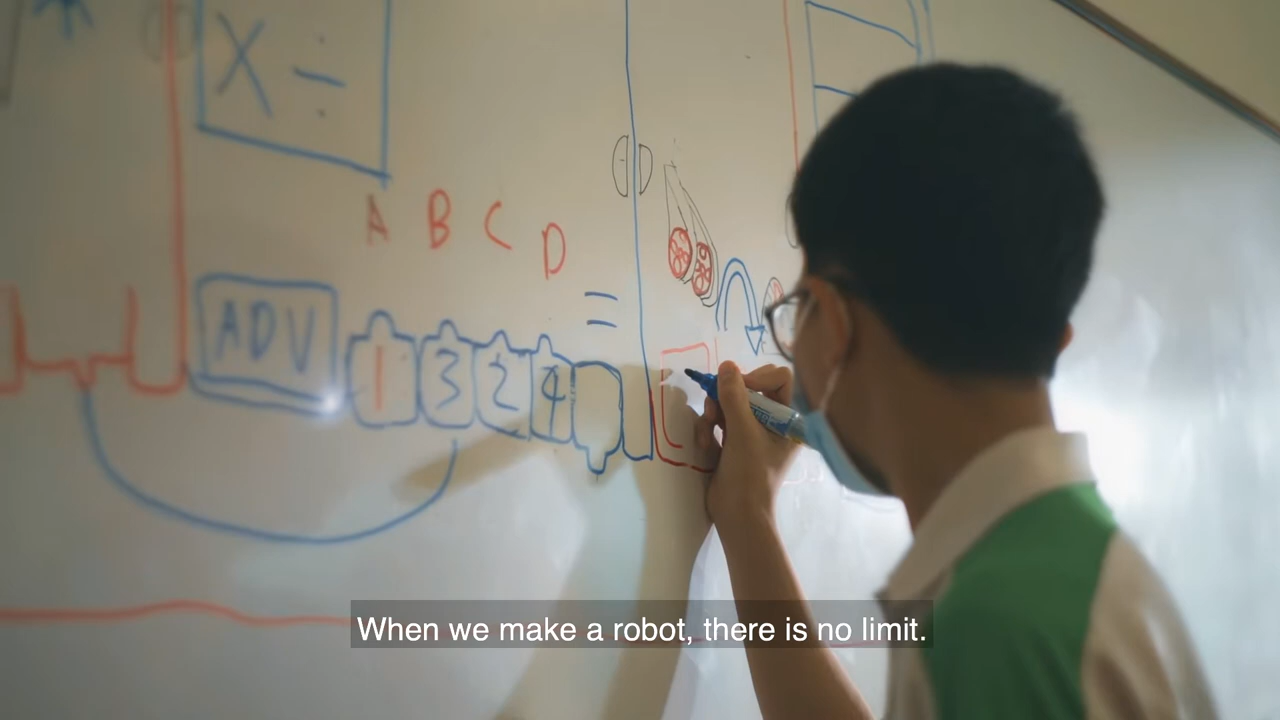 X ÷
A B C D
ADV 1 3 2 4 =
When we make a robot, there is no limit.